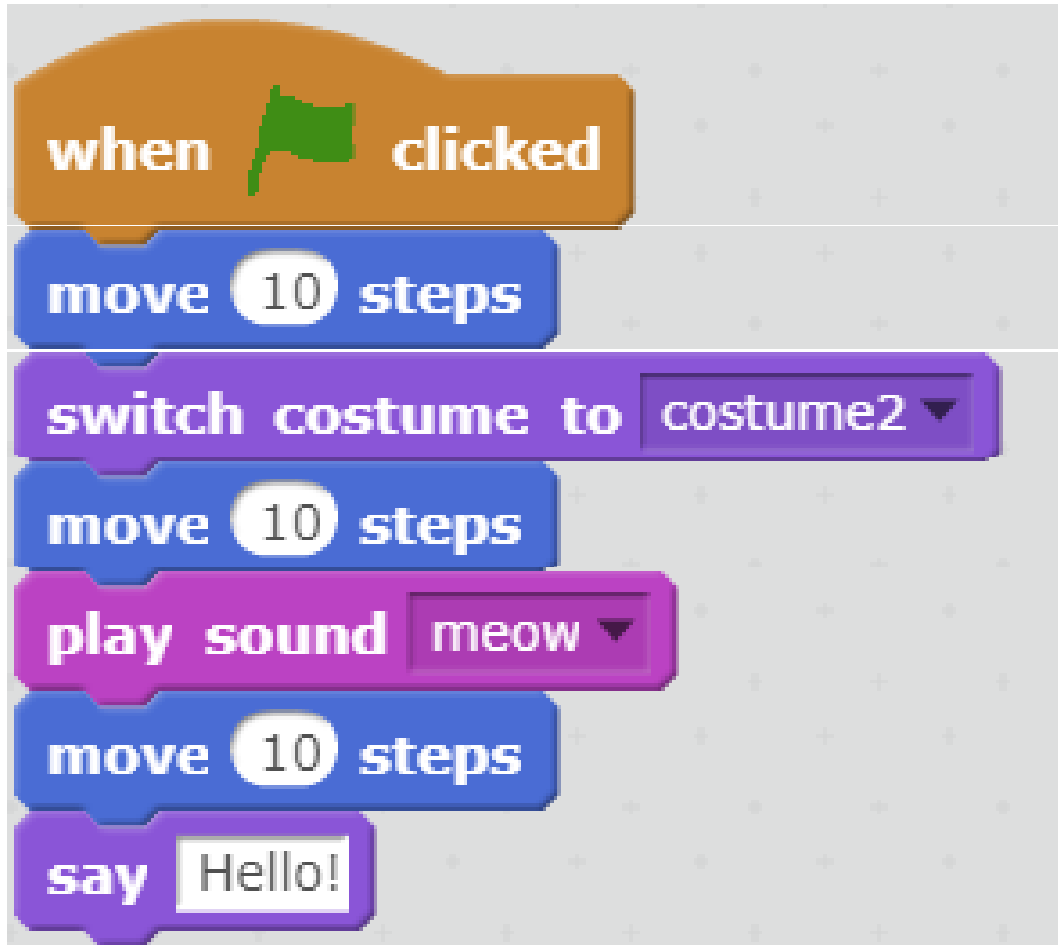 when clicked
move 10 steps
switch costume to costume2
move 10 steps
play sound meow
move 10 steps
say Hello!